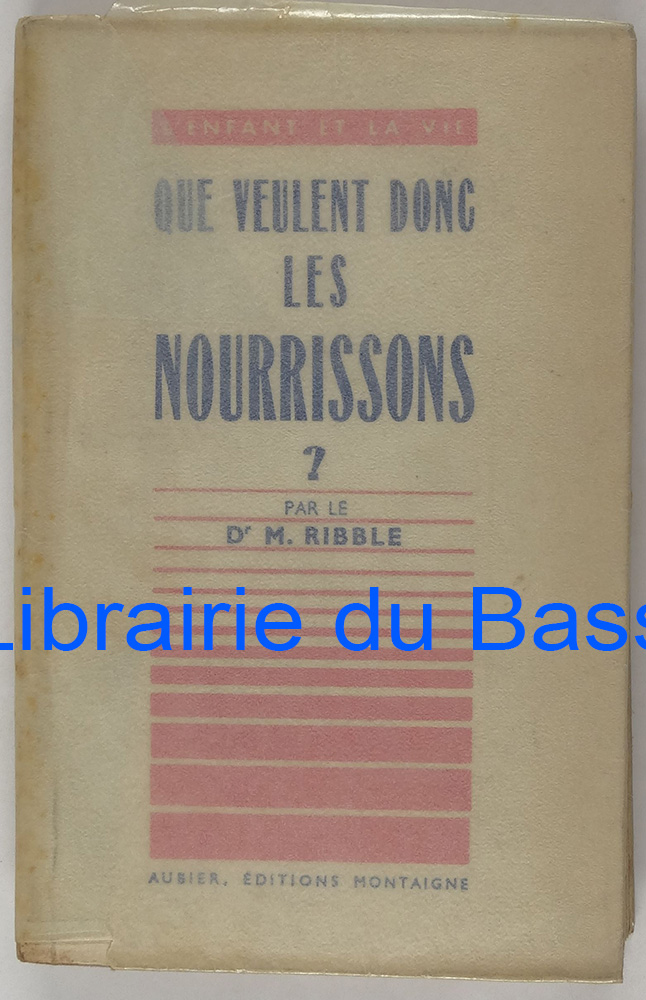 L'ENFANT ET LA VIE
QUE VEULENT DONC
LES
NOURRISSONS
?
PAR LE
Dr M. RIBBLE
Librairie du Bass
AUBIER, ÉDITIONS MONTAIGNE